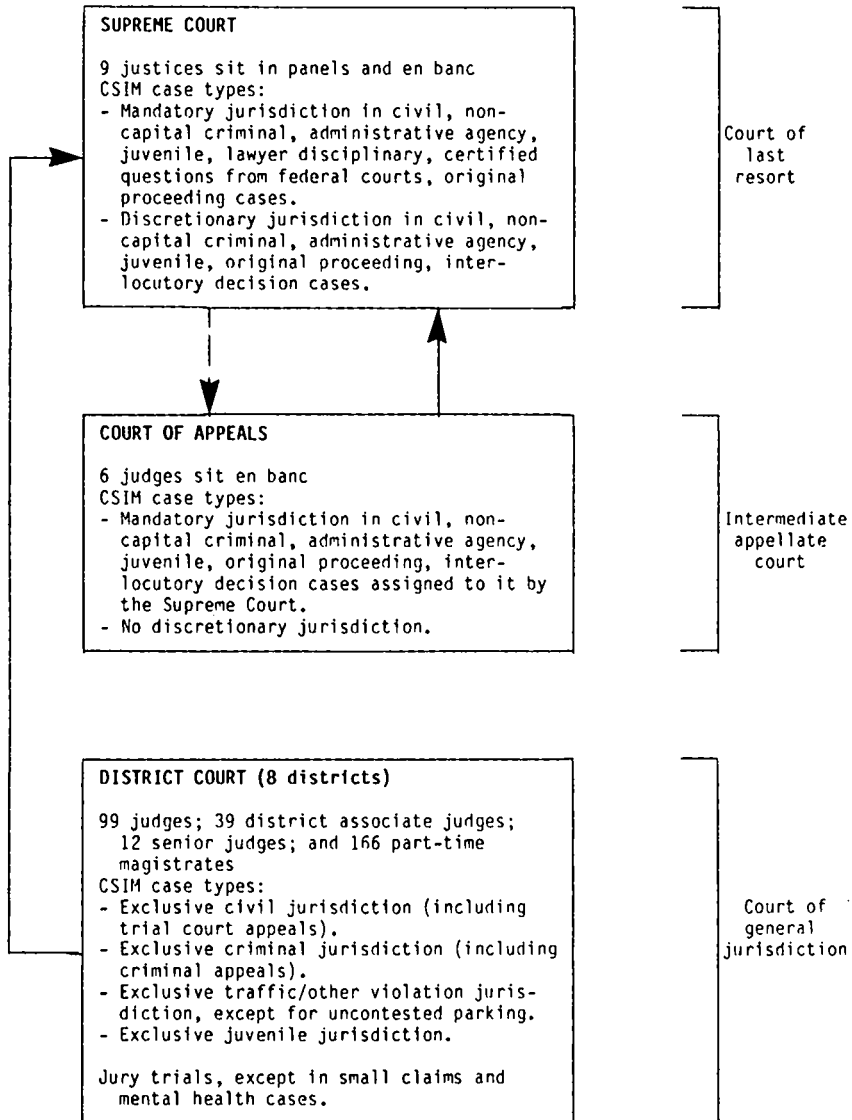 SUPREME COURT
9 justices sit in panels and en banc
CSIM case types:
- Mandatory jurisdiction in civil, non-
capital criminal, administrative agency,
juvenile, lawyer disciplinary, certified
questions from federal courts, original
proceeding cases.
- Discretionary jurisdiction in civil, non-
capital criminal, administrative agency,
juvenile, original proceeding, inter-
locutory decision cases.
Court of
last
resort
COURT OF APPEALS
6 judges sit en banc
CSIM case types:
- Mandatory jurisdiction in civil, non-
capital criminal, administrative agency,
juvenile, original proceeding, inter-
locutory decision cases assigned to it by
the Supreme Court.
- No discretionary jurisdiction.
Intermediate
appellate
court
DISTRICT COURT (8 districts)
99 judges; 39 district associate judges;
12 senior judges; and 166 part-time
magistrates
CSIM case types:
- Exclusive civil jurisdiction (including
trial court appeals).
- Exclusive criminal jurisdiction (including
criminal appeals).
- Exclusive traffic/other violation juris-
diction, except for uncontested parking.
- Exclusive juvenile jurisdiction.
Jury trials, except in small claims and
mental health cases.
Court of
general
jurisdiction